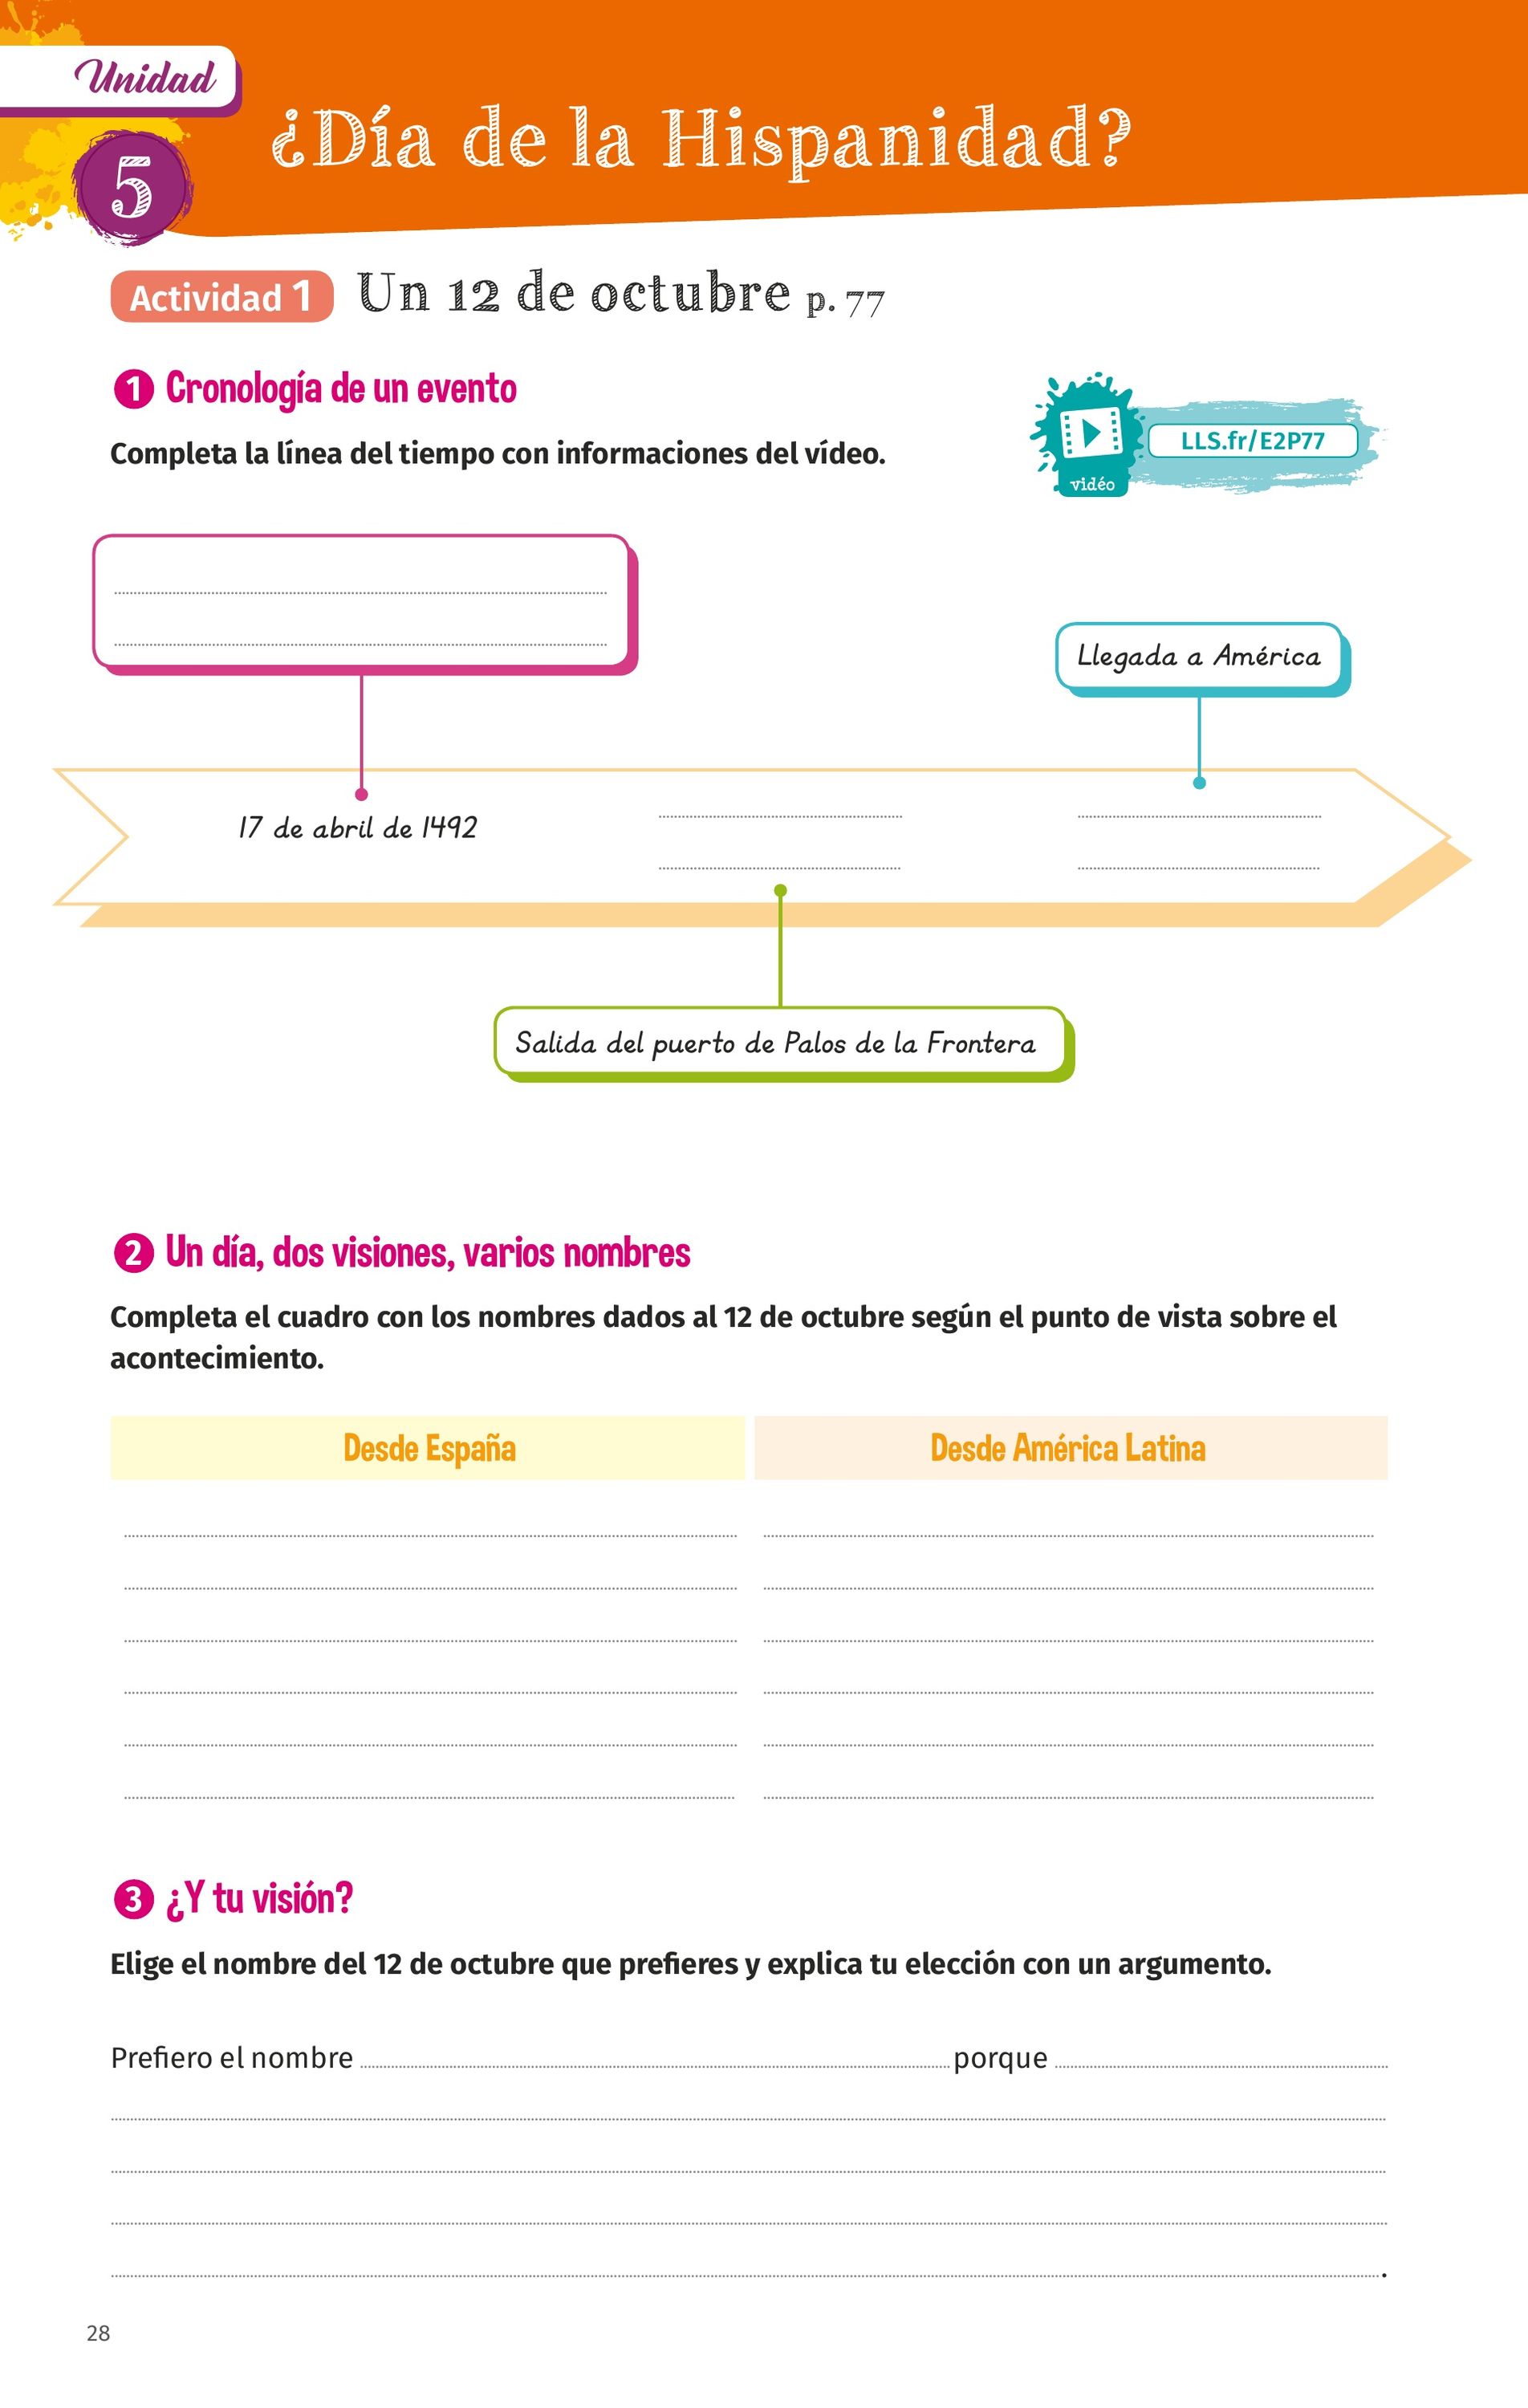 Unidad
5
¿Día de la Hispanidad?
Actividad 1 Un 12 de octubre p. 77
1 Cronología de un evento
Completa la línea del tiempo con informaciones del vídeo.
LLS.fr/E2P77
vidéo
Llegada a América
17 de abril de 1492
Salida del puerto de Palos de la Frontera
2 Un día, dos visiones, varios nombres
Completa el cuadro con los nombres dados al 12 de octubre según el punto de vista sobre el
acontecimiento.
Desde España
Desde América Latina
3 ¿Y tu visión?
Elige el nombre del 12 de octubre que prefieres y explica tu elección con un argumento.
Prefiero el nombre porque
.
28